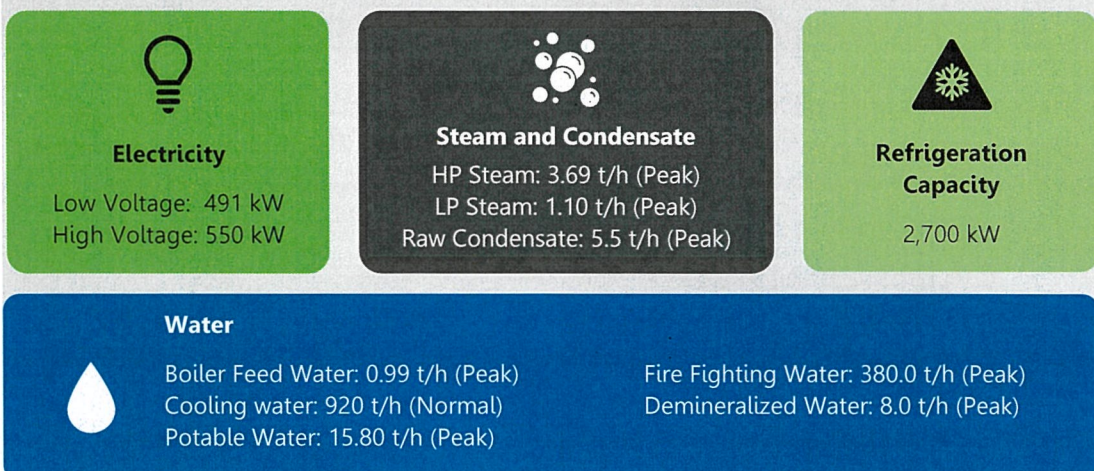 Electricity
Low Voltage: 491 kW
High Voltage: 550 kW
Steam and Condensate
HP Steam: 3.69 t/h (Peak)
LP Steam: 1.10 t/h (Peak)
Raw Condensate: 5.5 t/h (Peak)
Refrigeration
Capacity
2,700 kW
Water
Boiler Feed Water: 0.99 t/h (Peak)
Cooling water: 920 t/h (Normal)
Potable Water: 15.80 t/h (Peak)
Fire Fighting Water: 380.0 t/h (Peak)
Demineralized Water: 8.0 t/h (Peak)